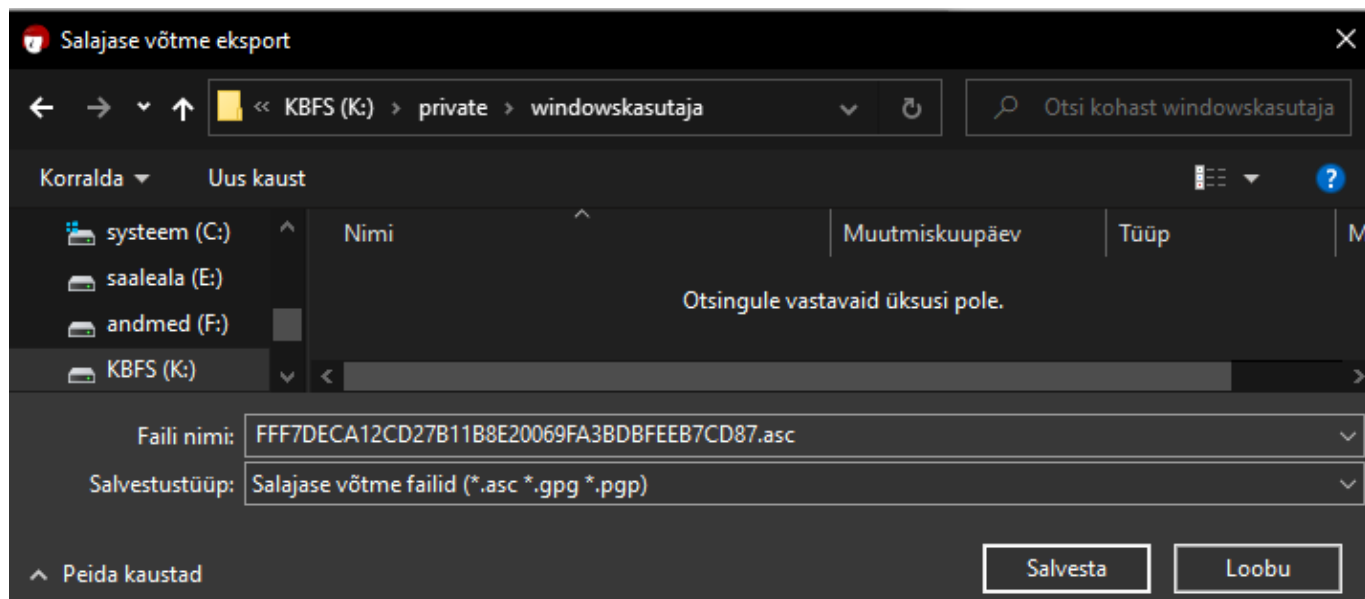 Salajase võtme eksport
« KBFS (K:) > private > windowskasutaja
Otsi kohast windowskasutaja
Korralda
Uus kaust
systeem (C:)
saaleala (E:)
andmed (F:)
KBFS (K:)
Nimi
Muutmiskuupäev
Tüüp
M
Otsingule vastavaid üksusi pole.
Faili nimi: FFF7DECA12CD27B11B8E20069FA3BDBFEEB7CD87.asc
Salvestustüüp: Salajase võtme failid (*.asc *.gpg *.pgp)
Peida kaustad
Salvesta
Loobu